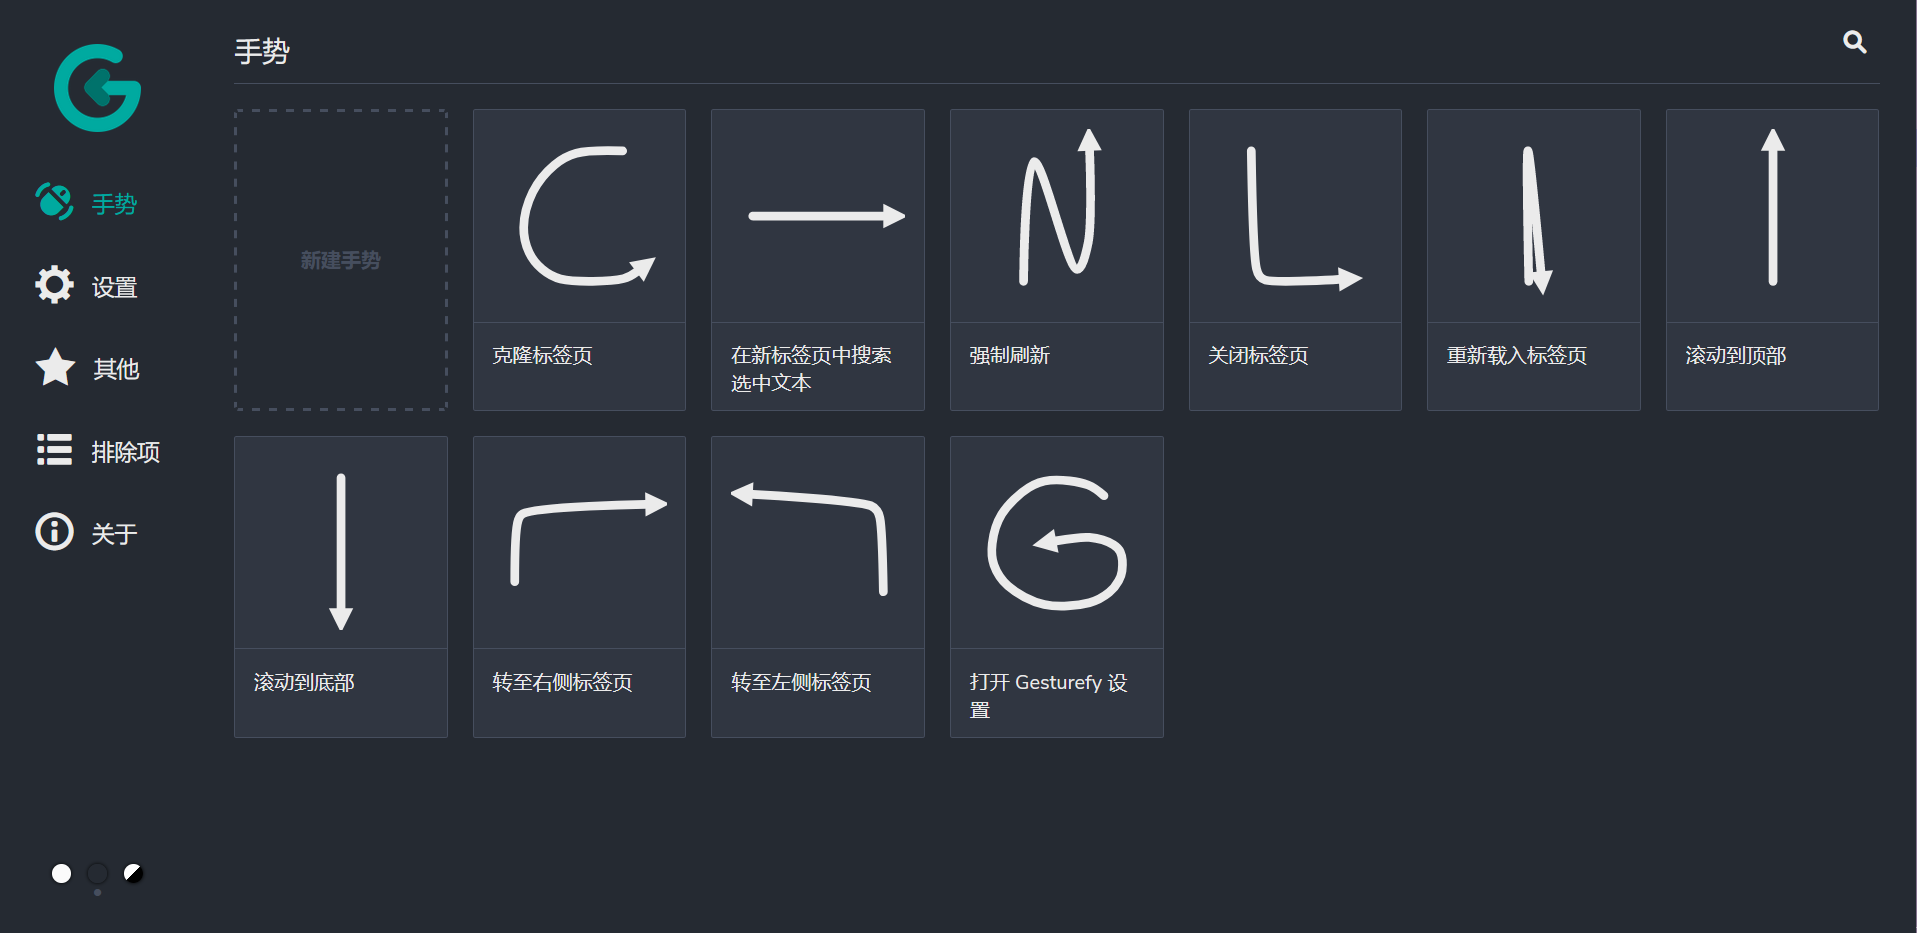 手势
手势
设置
其他
排除项
关于
新建手势
克隆标签页
在新标签页中搜索
选中文本
强制刷新
关闭标签页
重新载入标签页
滚动到顶部
滚动到底部
转至右侧标签页
转至左侧标签页
打开 Gesturefy 设
置